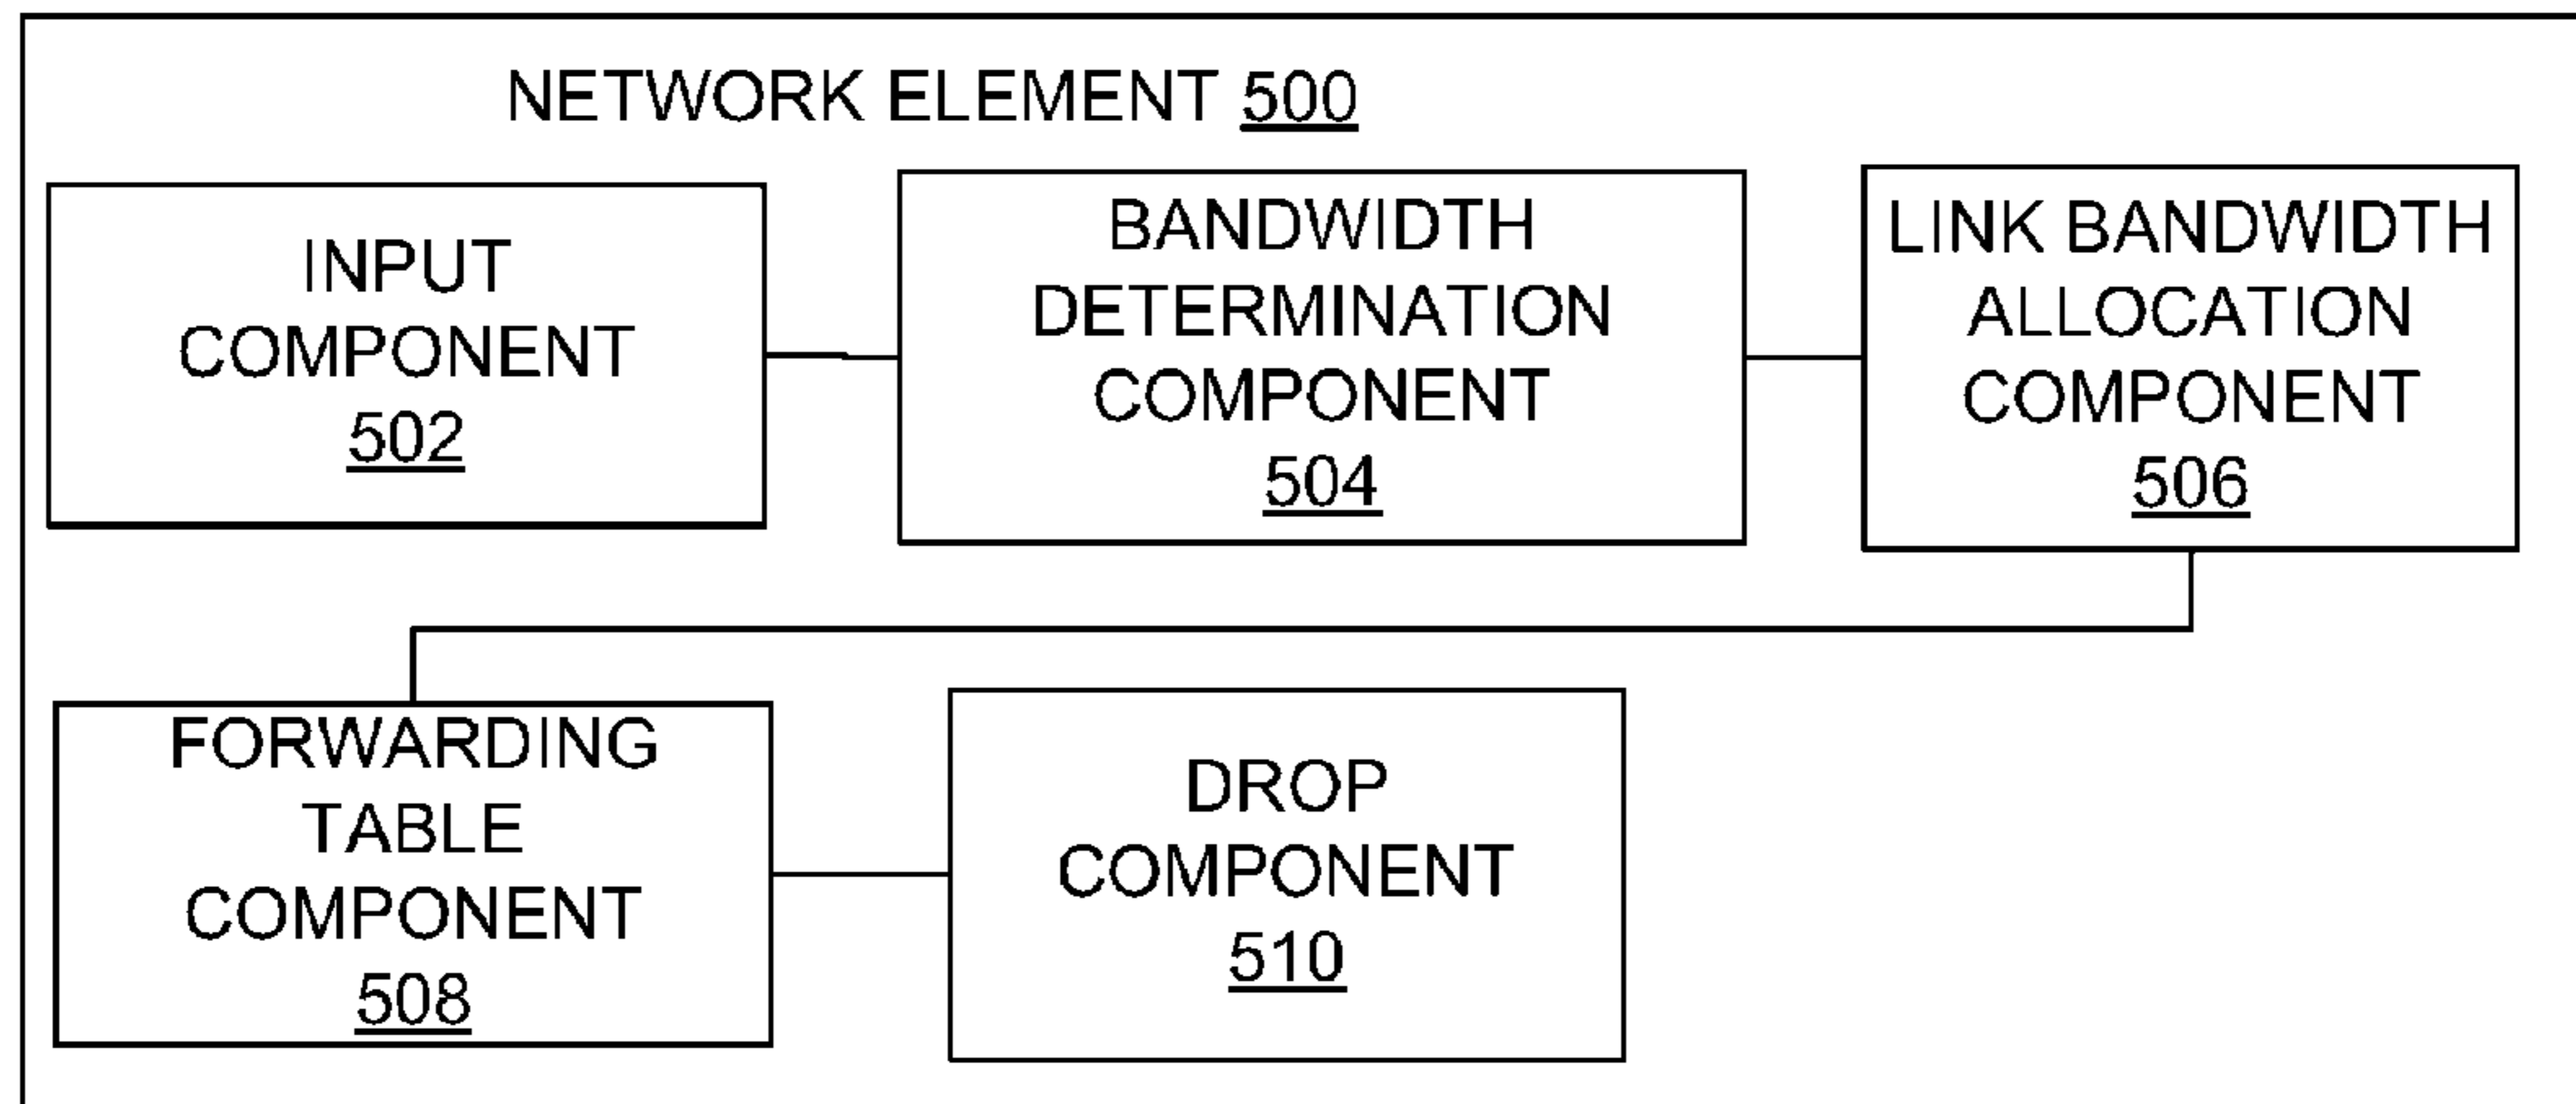 NETWORK ELEMENT 500
INPUT
COMPONENT
502
BANDWIDTH
DETERMINATION
COMPONENT
504
LINK BANDWIDTH
ALLOCATION
COMPONENT
506
FORWARDING
TABLE
COMPONENT
508
DROP
COMPONENT
510